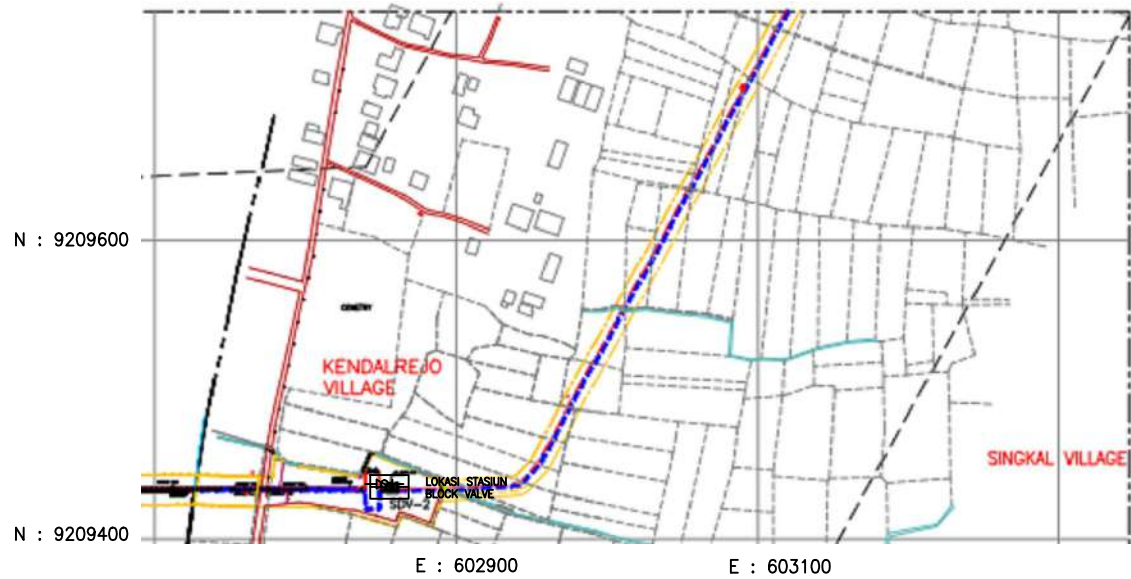 N : 9209600
CEMETRY
KENDALREJO
VILLAGE
SINGKAL VILLAGE
LOKASI STASIUN
BLOCK VALVE
SDV-2
N : 9209400
E : 602900
E : 603100